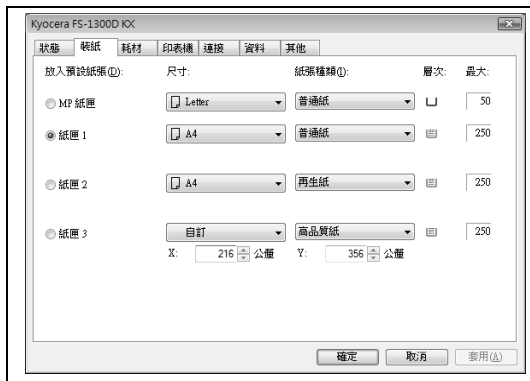 Kyocera FS-1300D KX
狀態 裝紙 耗材 印表機 連接 資料 其他
放入預設紙張(D): 尺寸: 紙張種類(I): 層次: 最大:
MP 紙匣 Letter 普通紙 50
紙匣 1 A4 普通紙 250
紙匣 2 A4 再生紙 250
紙匣 3 自訂 高品質紙 250
X: 216 公釐 Y: 356 公釐
確定 取消 套用(A)